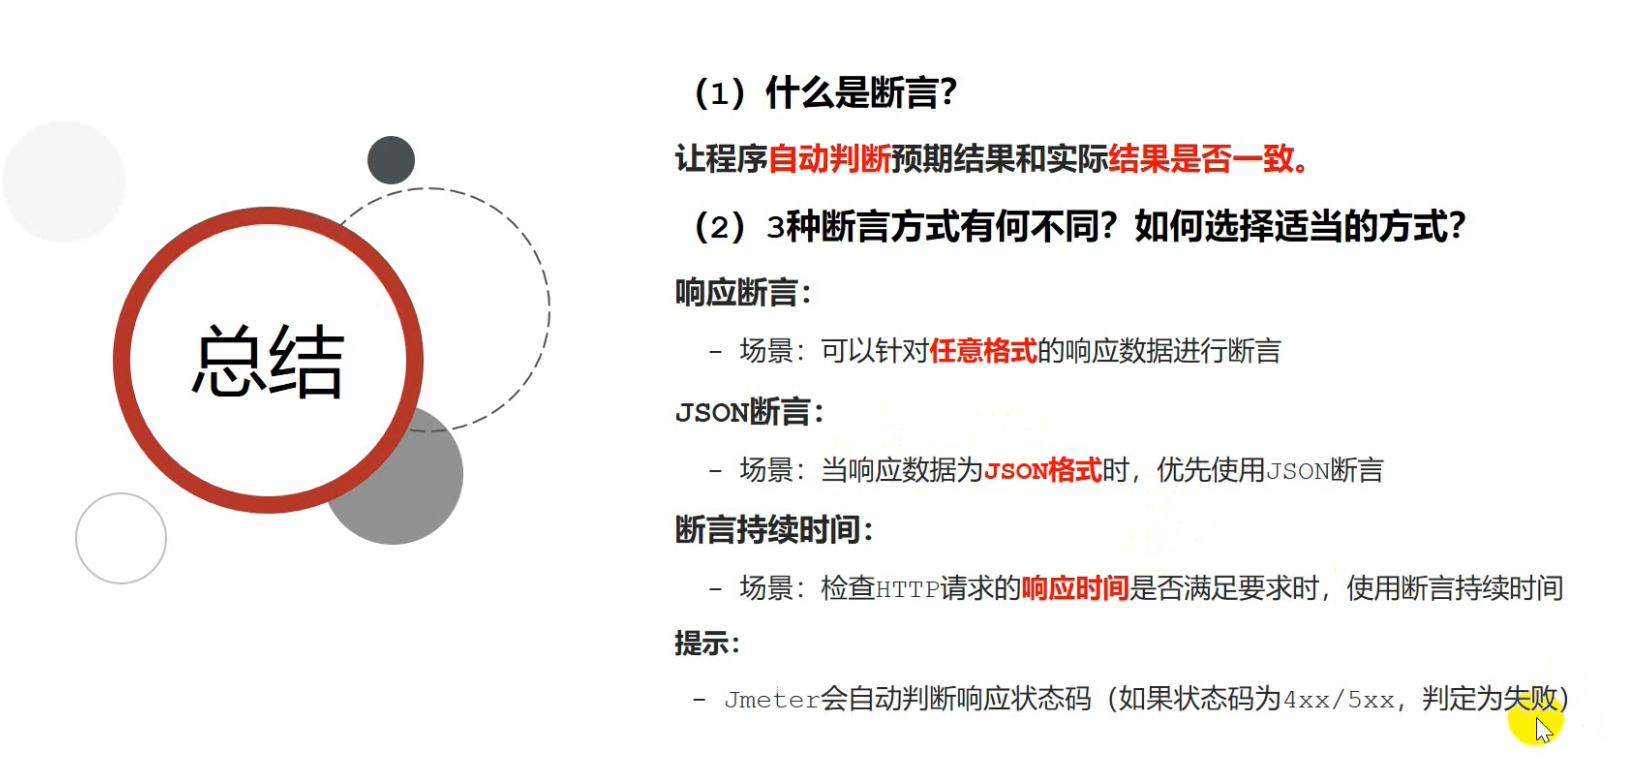 总结
（1）什么是断言？
让程序自动判断预期结果和实际结果是否一致。
（2）3种断言方式有何不同？如何选择适当的方式？
响应断言：
- 场景：可以针对任意格式的响应数据进行断言
JSON断言：
- 场景：当响应数据为JSON格式时，优先使用JSON断言
断言持续时间：
- 场景：检查HTTP请求的响应时间是否满足要求时，使用断言持续时间
提示：
- Jmeter会自动判断响应状态码（如果状态码为4xx/5xx，判定为失败）